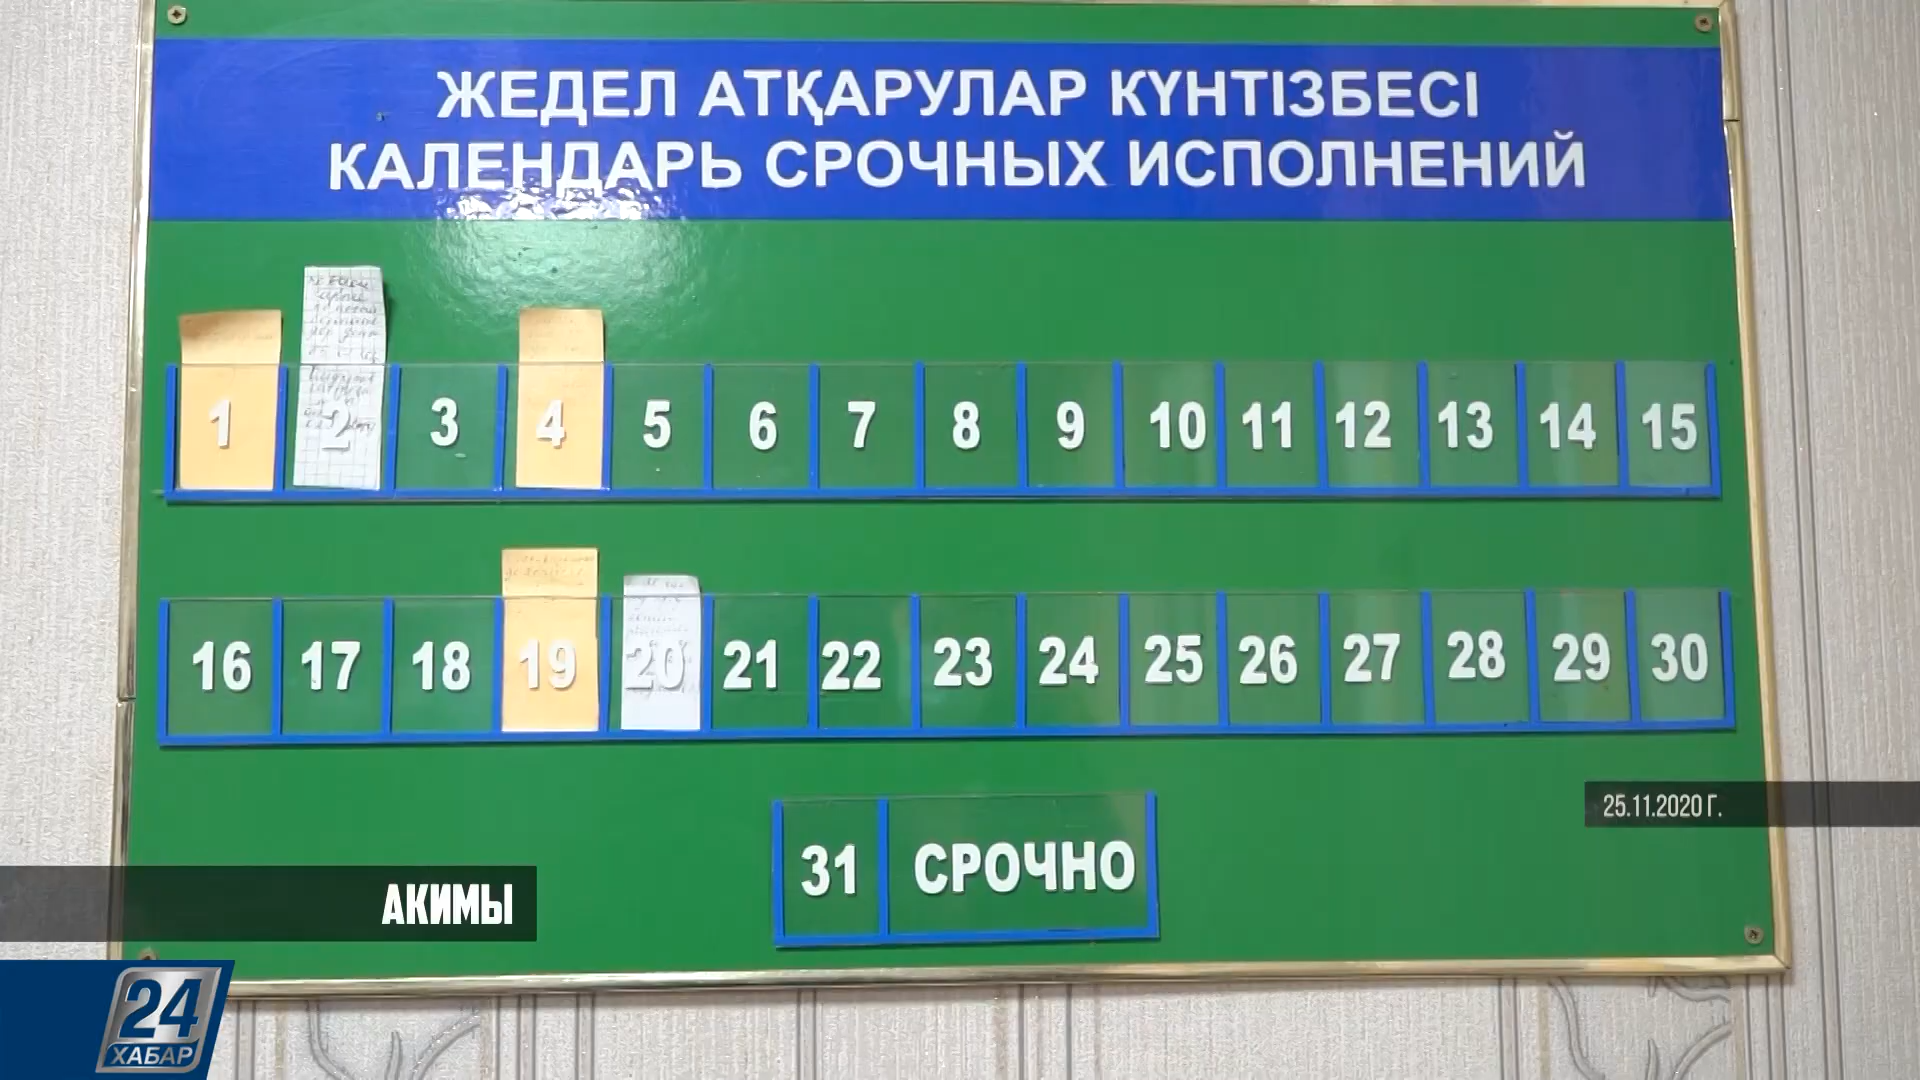 ЖЕДЕЛ АТҚАРУЛАР КҮНТІЗБЕСІ
КАЛЕНДАРЬ СРОЧНЫХ ИСПОЛНЕНИЙ
1 2 3 4 5 6 7 8 9 10 11 12 13 14 15
16 17 18 19 20 21 22 23 24 25 26 27 28 29 30
31 СРОЧНО
25.11.2020 Г.
АКИМЫ
24
ХАБАР